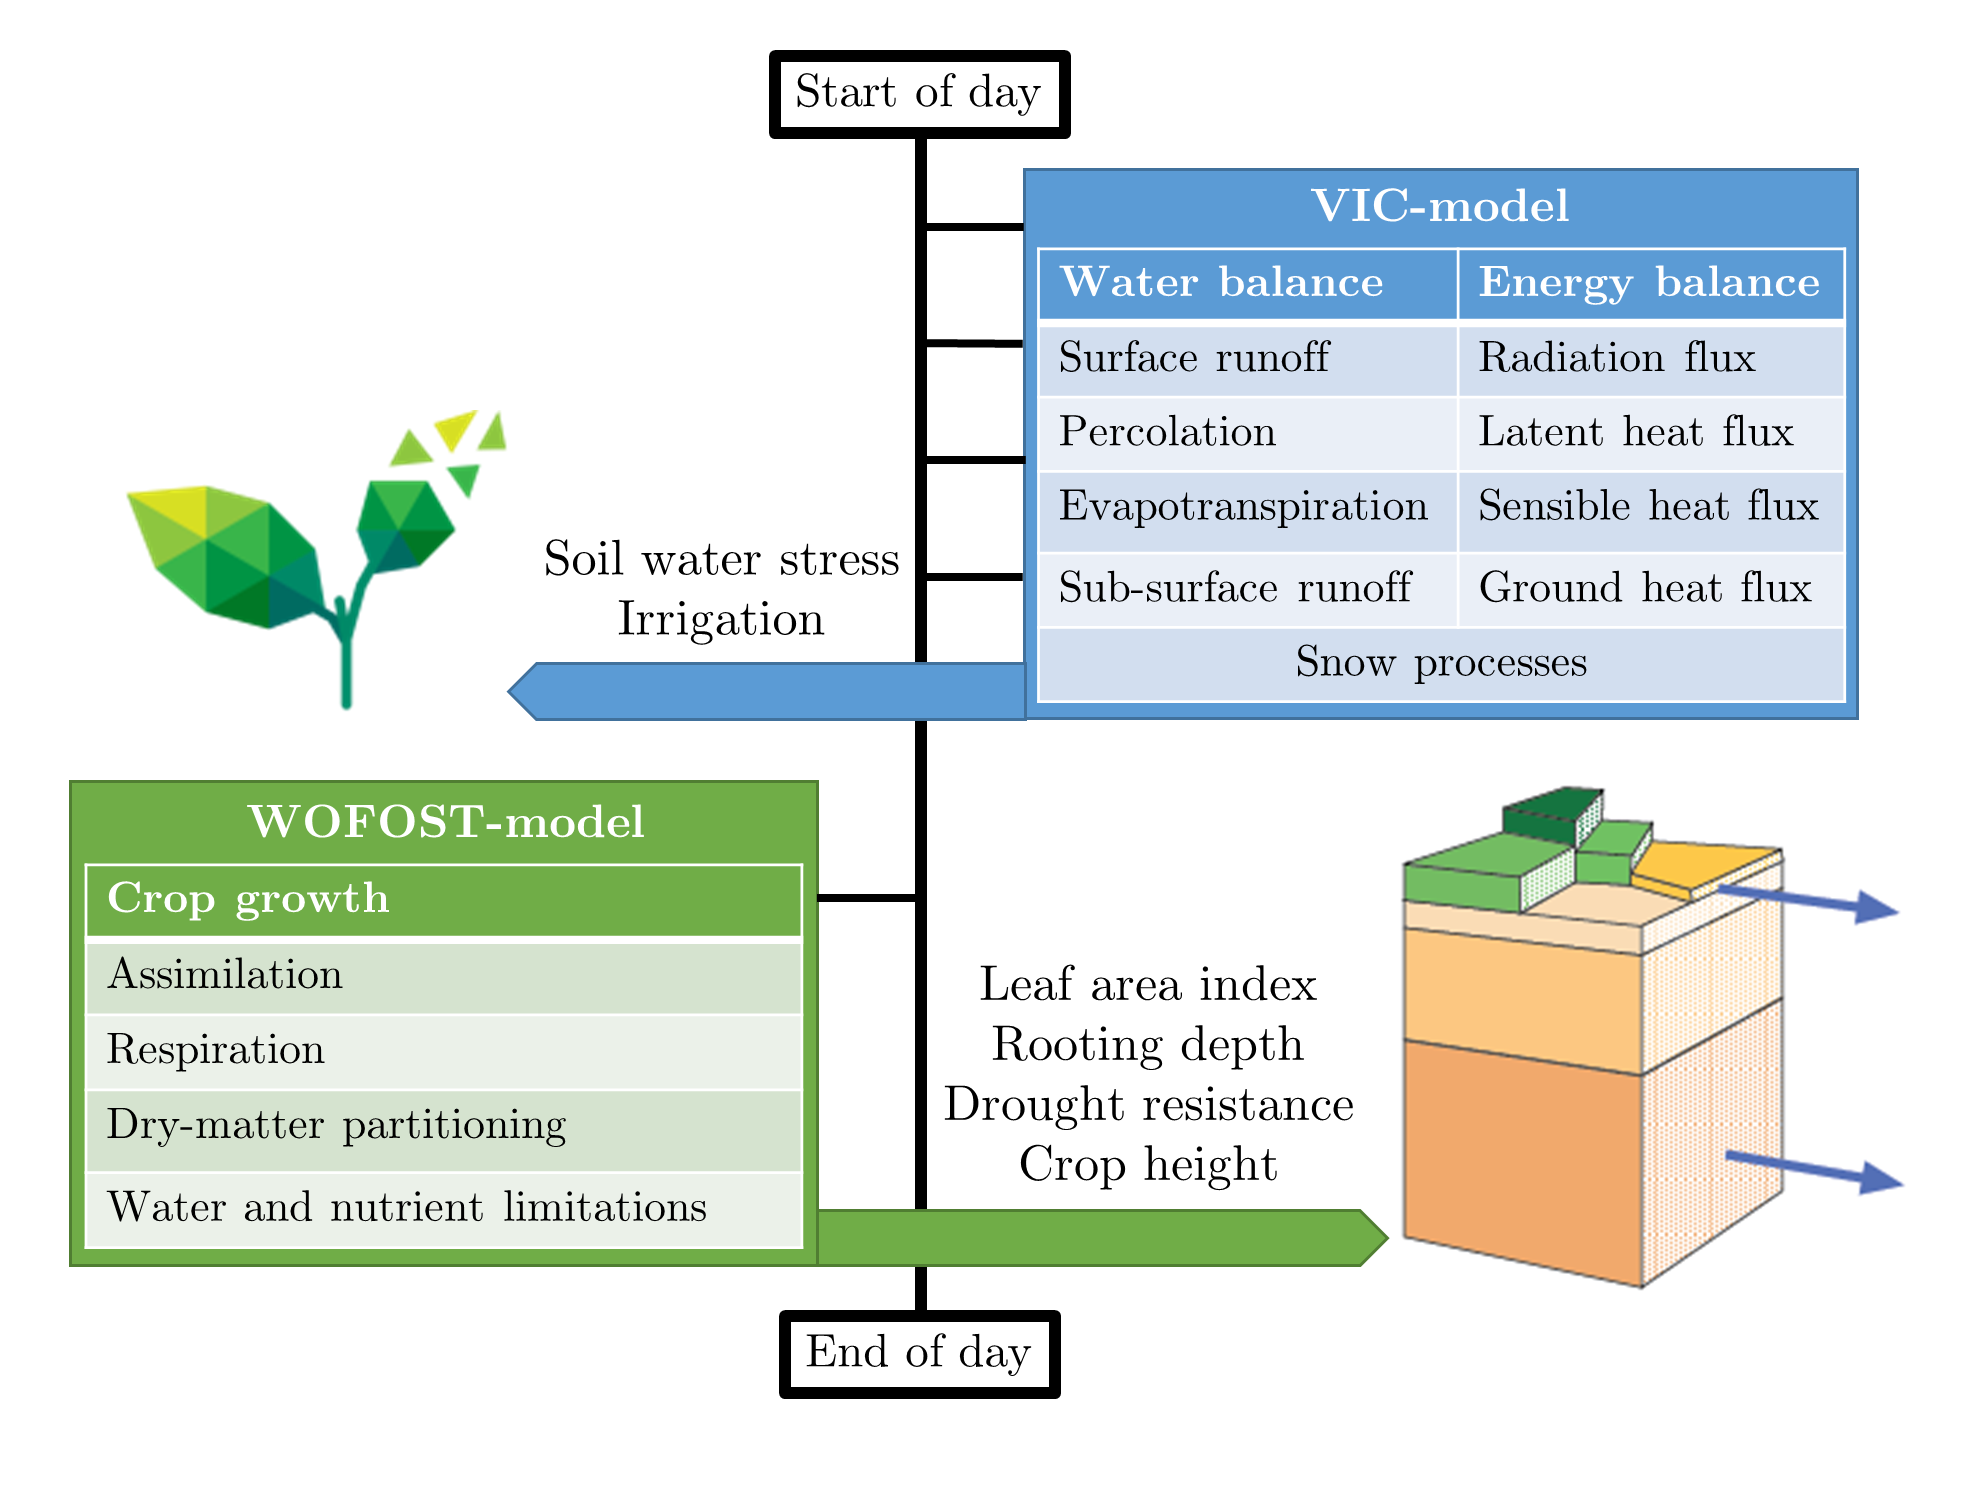 Start of day
VIC-model
Water balance Energy balance
Surface runoff Radiation flux
Percolation Latent heat flux
Evapotranspiration Sensible heat flux
Sub-surface runoff Ground heat flux
Snow processes
Soil water stress
Irrigation
WOFOST-model
Crop growth
Assimilation
Respiration
Dry-matter partitioning
Water and nutrient limitations
Leaf area index
Rooting depth
Drought resistance
Crop height
End of day